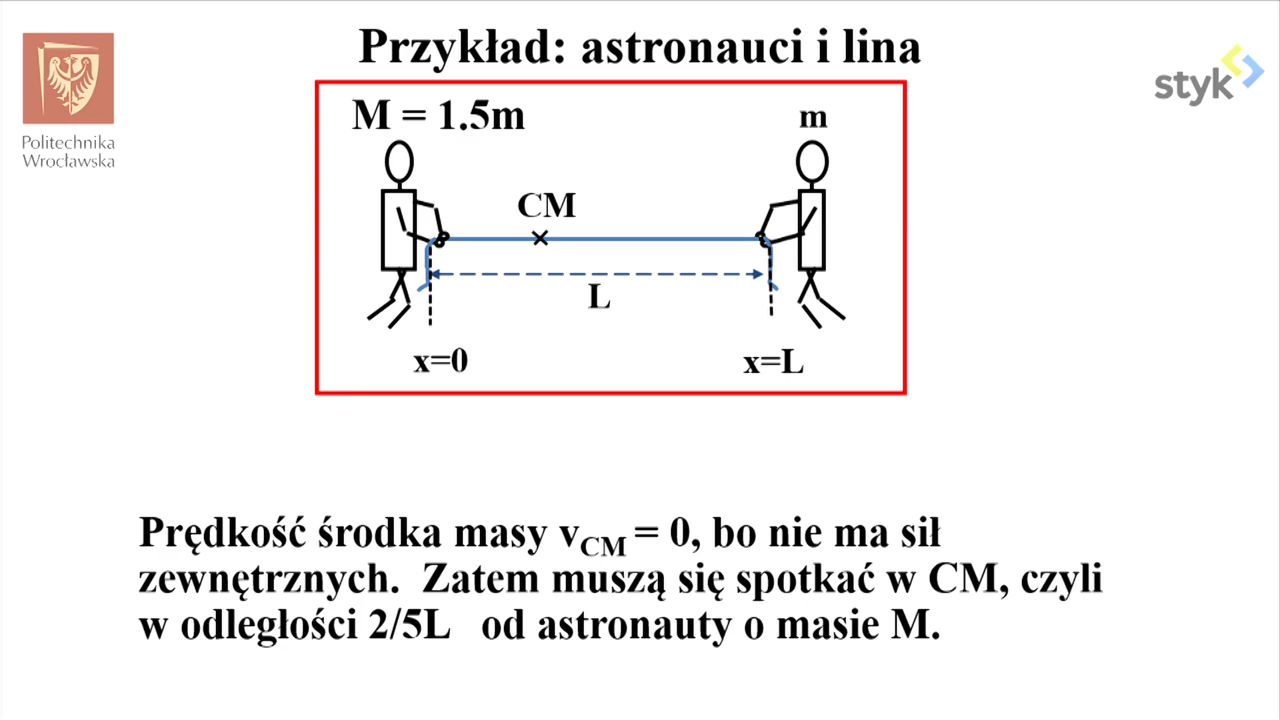 Przykład: astronauci i lina
Politechnika
Wrocławska
styk
M = 1.5m
m
CM
L
x=0
x=L
Prędkość środka masy vCM = 0, bo nie ma sił
zewnętrznych. Zatem muszą się spotkać w CM, czyli
w odległości 2/5L od astronauty o masie M.